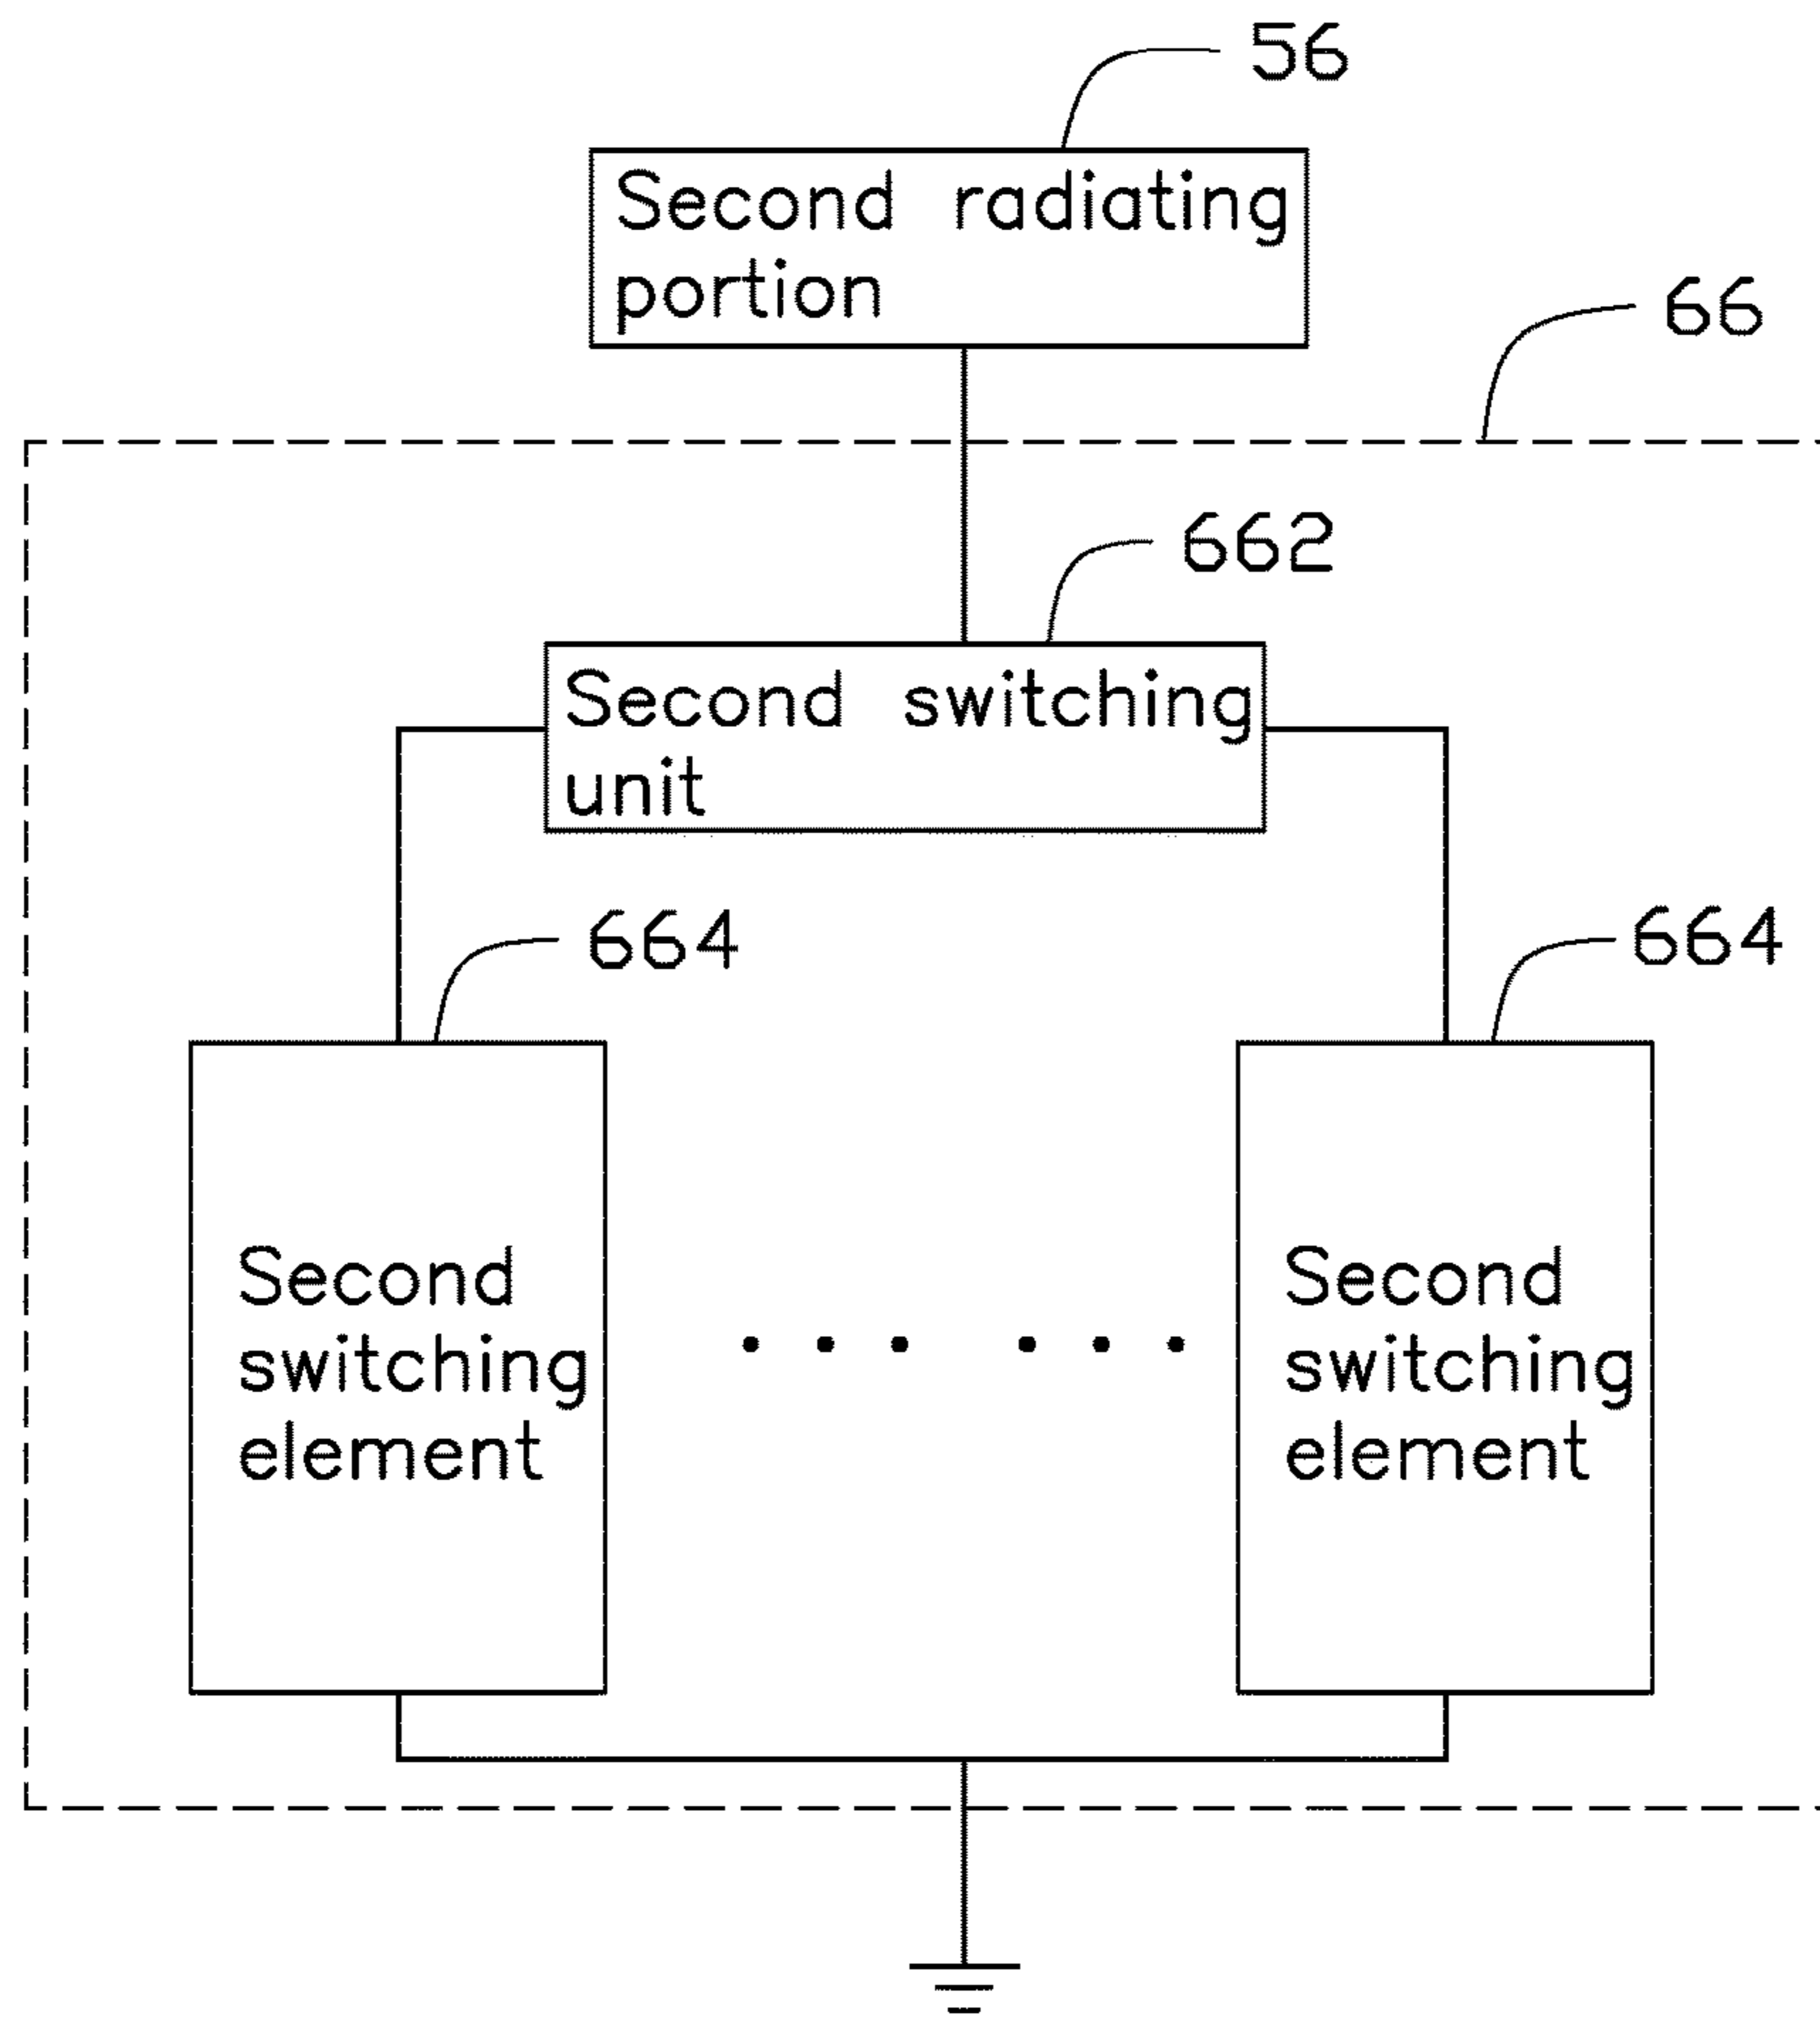 56
Second radiating
portion
66
662
Second switching
unit
664
664
Second
switching
element
Second
switching
element